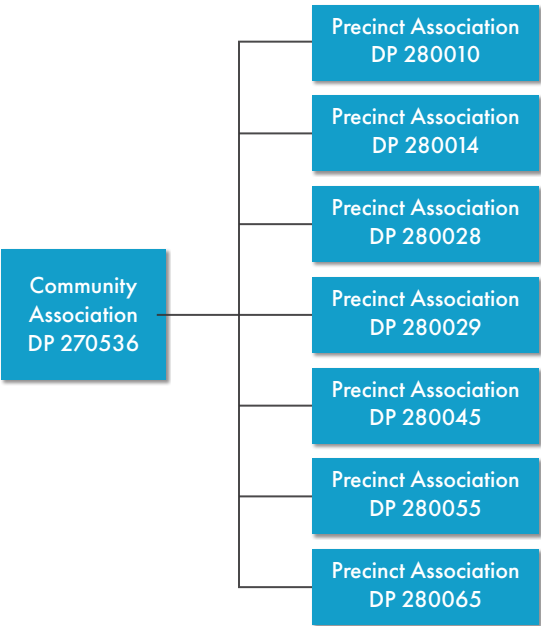 Precinct Association
DP 280010
Precinct Association
DP 280014
Precinct Association
DP 280028
Community
Association
DP 270536
Precinct Association
DP 280029
Precinct Association
DP 280045
Precinct Association
DP 280055
Precinct Association
DP 280065